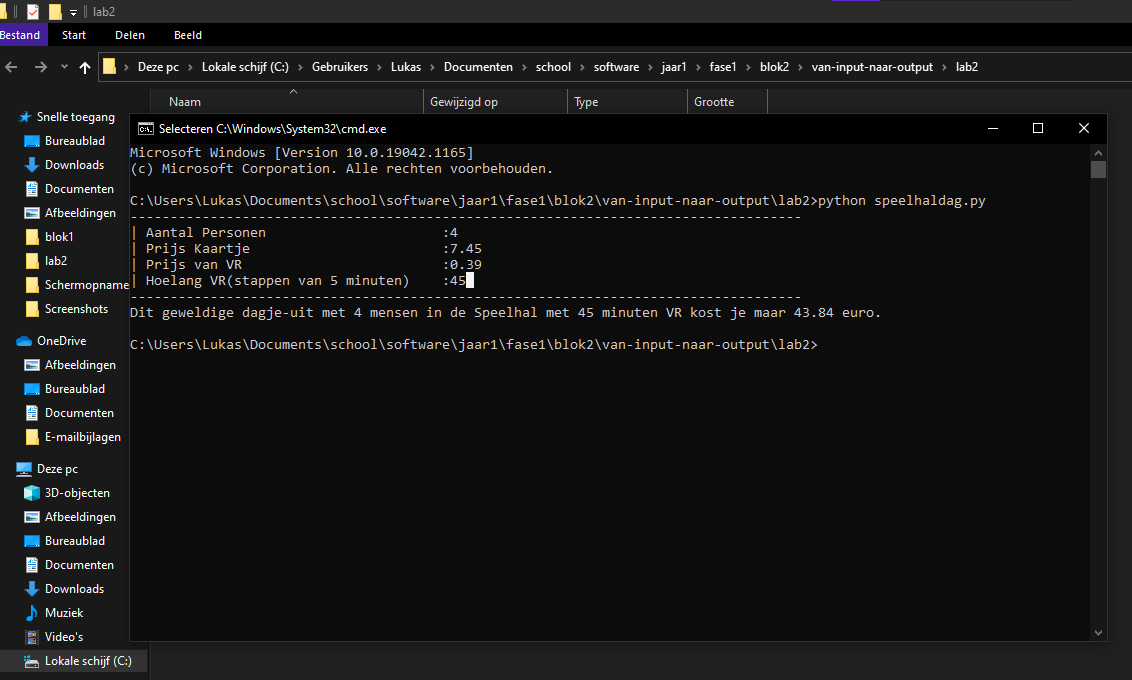 lab2
Bestand Start Delen Beeld
Deze pc Lokale schijf (C:) Gebruikers Lukas Documenten school software jaar1 fase1 blok2 van-input-naar-output lab2
Naam Gewijzigd op Type Grootte
Snelle toegang
Bureaublad
Downloads
Documenten
Afbeeldingen
blok1
lab2
Schermopname
Screenshots
OneDrive
Afbeeldingen
Bureaublad
Documenten
E-mailbijlagen
Deze pc
3D-objecten
Afbeeldingen
Bureaublad
Documenten
Downloads
Muziek
Video's
Lokale schijf (C:)
C:\. Selecteren C:\Windows\System32\cmd.exe
Microsoft Windows [Version 10.0.19042.1165]
(c) Microsoft Corporation. Alle rechten voorbehouden.
C:\Users\Lukas\Documents\school\software\jaar1\fase1\blok2\van-input-naar-output\lab2>python speelhaldag.py
------------------------------------------------------------------------------------
| Aantal Personen :4
| Prijs Kaartje :7.45
| Prijs van VR :0.39
| Hoelang VR(stappen van 5 minuten) :45
------------------------------------------------------------------------------------
Dit geweldige dagje-uit met 4 mensen in de Speelhal met 45 minuten VR kost je maar 43.84 euro.
C:\Users\Lukas\Documents\school\software\jaar1\fase1\blok2\van-input-naar-output\lab2>